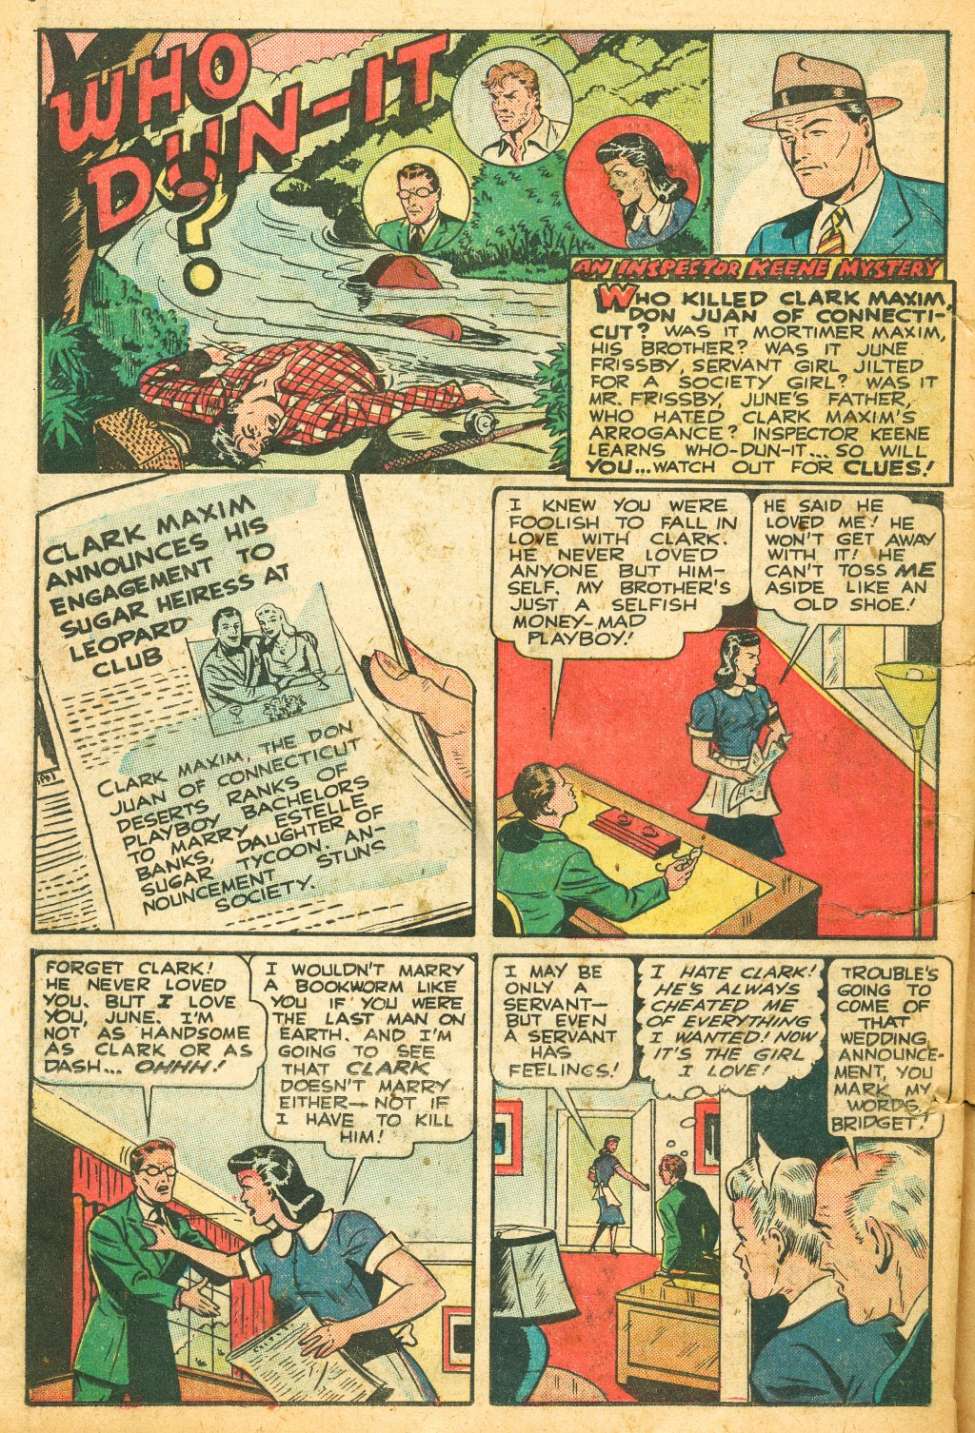 WHO
DUN-IT
?
AN INSPECTOR KEENE MYSTERY
WHO KILLED CLARK MAXIM,
DON JUAN OF CONNECTI-
CUT? WAS IT MORTIMER MAXIM,
HIS BROTHER? WAS IT JUNE
FRISSBY, SERVANT GIRL JILTED
FOR A SOCIETY GIRL? WAS IT
MR. FRISSBY, JUNE'S FATHER,
WHO HATED CLARK MAXIM'S
ARROGANCE? INSPECTOR KEENE
LEARNS WHO-DUN-IT... SO WILL
YOU...WATCH OUT FOR CLUES!
CLARK MAXIM
ANNOUNCES HIS
ENGAGEMENT TO
SUGAR HEIRESS AT
LEOPARD
CLUB
CLARK MAXIM, THE DON
JUAN OF CONNECTICUT
DESERTS RANKS OF
PLAYBOY BACHELORS
TO MARRY ESTELLE
BANKS, DAUGHTER OF
SUGAR TYCOON. AN-
NOUNCEMENT STUNS
SOCIETY.
I KNEW YOU WERE
FOOLISH TO FALL IN
LOVE WITH CLARK.
HE NEVER LOVED
ANYONE BUT HIM-
SELF. MY BROTHER'S
JUST A SELFISH
MONEY-MAD
PLAYBOY!
HE SAID HE
LOVED ME! HE
WON'T GET AWAY
WITH IT! HE
CAN'T TOSS ME
ASIDE LIKE AN
OLD SHOE!
FORGET CLARK!
HE NEVER LOVED
YOU. BUT I LOVE
YOU, JUNE. I'M
NOT AS HANDSOME
AS CLARK OR AS
DASH... OHHH!
I WOULDN'T MARRY
A BOOKWORM LIKE
YOU IF YOU WERE
THE LAST MAN ON
EARTH. AND I'M
GOING TO SEE
THAT CLARK
DOESN'T MARRY
EITHER—NOT IF
I HAVE TO KILL
HIM!
I MAY BE
ONLY A
SERVANT—
BUT EVEN
A SERVANT
HAS
FEELINGS!
I HATE CLARK!
HE'S ALWAYS
CHEATED ME
OF EVERYTHING
I WANTED! NOW
IT'S THE GIRL
I LOVE!
TROUBLE'S
GOING TO
COME OF
THAT
WEDDING
ANNOUNCE-
MENT, YOU
MARK MY
WORDS,
BRIDGET!